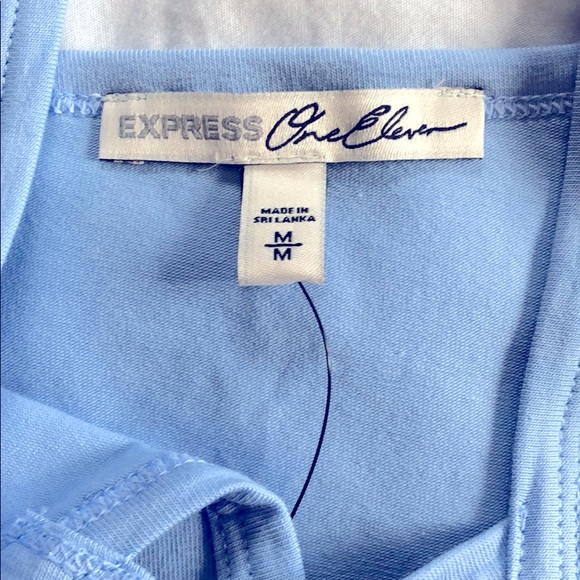 EXPRESS One Eleven
MADE IN
SRI LANKA
M
M